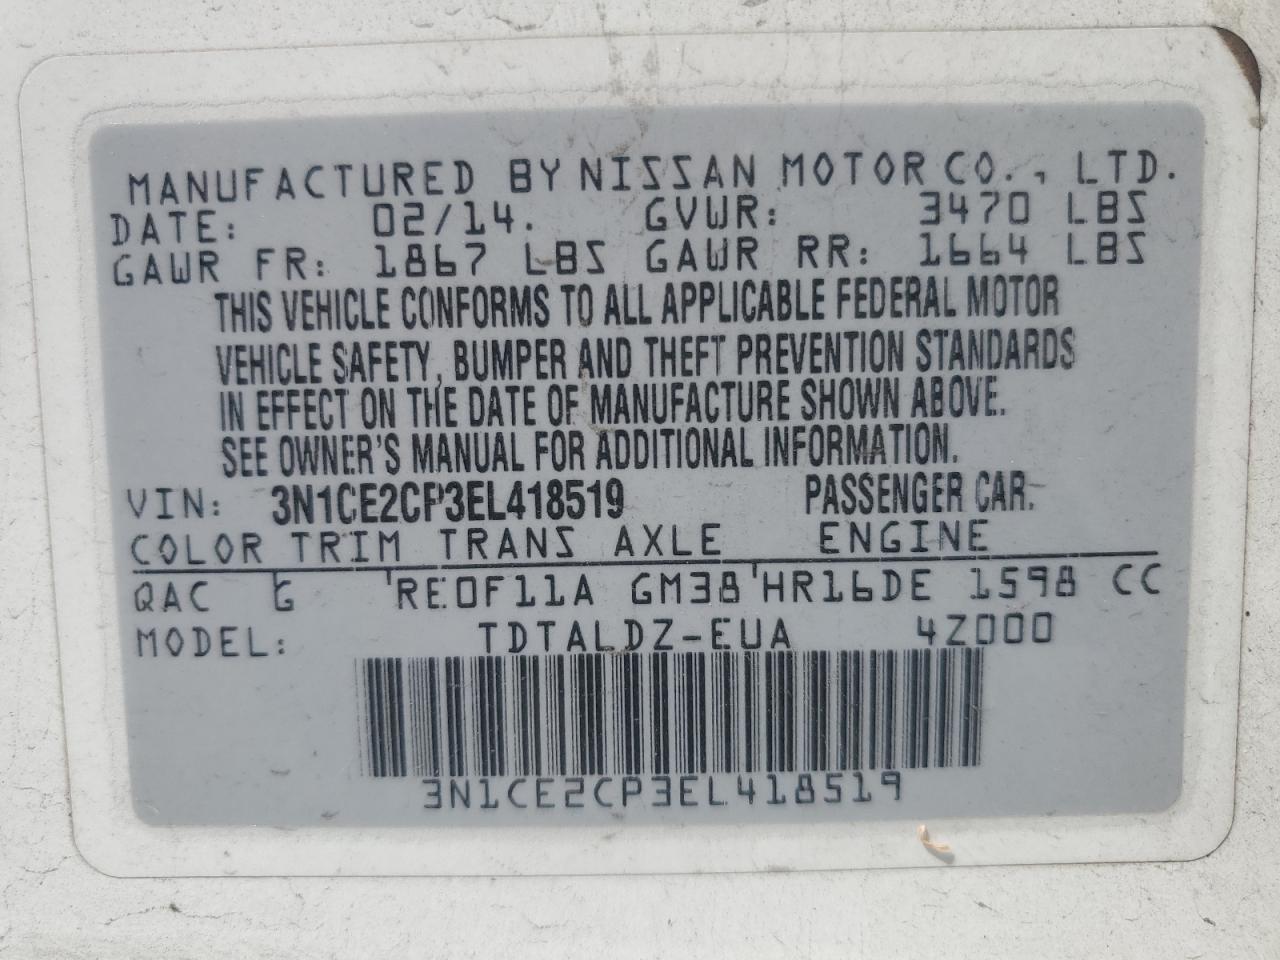 MANUFACTURED BY NISSAN MOTOR CO., LTD.
DATE: 02/14. GVWR: 3470 LBS
GAWR FR: 1867 LBS GAWR RR: 1664 LBS
THIS VEHICLE CONFORMS TO ALL APPLICABLE FEDERAL MOTOR
VEHICLE SAFETY, BUMPER AND THEFT PREVENTION STANDARDS
IN EFFECT ON THE DATE OF MANUFACTURE SHOWN ABOVE.
SEE OWNER'S MANUAL FOR ADDITIONAL INFORMATION.
VIN: 3N1CE2CP3EL418519 PASSENGER CAR.
COLOR TRIM TRANS AXLE ENGINE
QAC G RE0F11A GM38 HR16DE 1598 CC
MODEL: TDTALDZ-EUA 4Z000
3N1CE2CP3EL418519